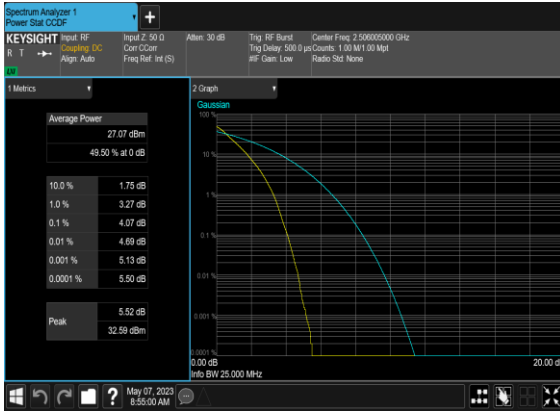 Spectrum Analyzer 1
Power Stat CCDF
KEYSIGHT
R T
Input: RF
Coupling: DC
Align: Auto
Input Z: 50 Ω
Corr CCorr
Freq Ref: Int (S)
Atten: 30 dB
Trig: RF Burst
Trig Delay: 500.0 µs
#IF Gain: Low
Center Freq: 2.506005000 GHz
Counts: 1.00 M/1.00 Mpt
Radio Std: None
1 Metrics
Average Power
27.07 dBm
49.50 % at 0 dB
10.0 % 1.75 dB
1.0 % 3.27 dB
0.1 % 4.07 dB
0.01 % 4.69 dB
0.001 % 5.13 dB
0.0001 % 5.50 dB
Peak
5.52 dB
32.59 dBm
2 Graph
Gaussian
100 %
10 %
1 %
0.1 %
0.01 %
0.001 %
0.0001 %
0.00 dB
20.00 d
Info BW 25.000 MHz
?
May 07, 2023
8:55:00 AM